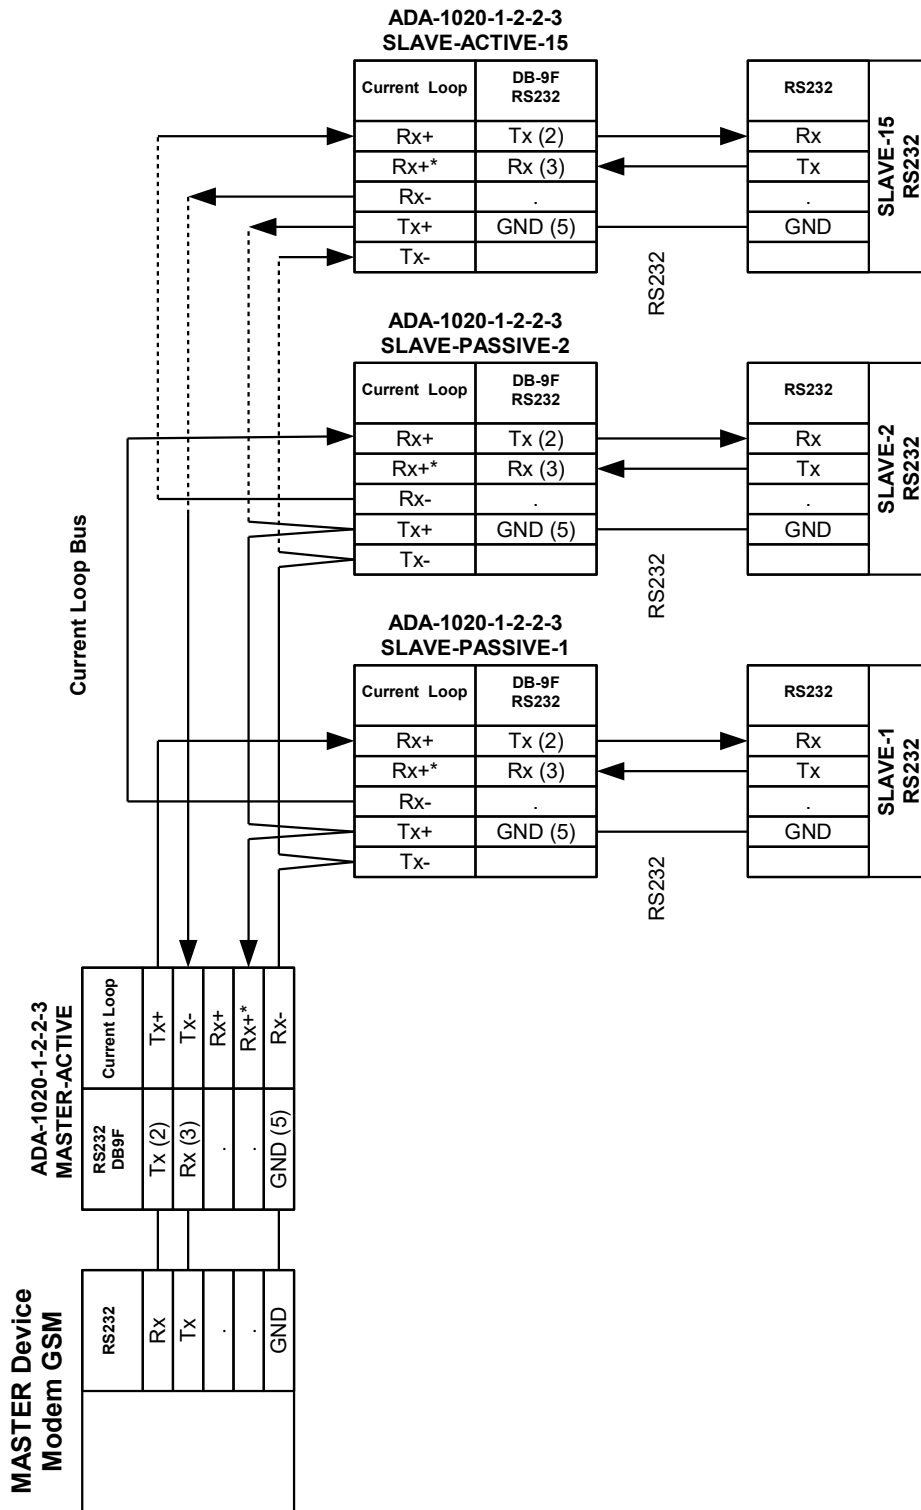 ADA-1020-1-2-2-3
SLAVE-ACTIVE-15
Current Loop
DB-9F
RS232
Rx+
Tx (2)
Rx+*
Rx (3)
Rx-
.
Tx+
GND (5)
Tx-
RS232
RS232
Rx
Tx
.
GND
SLAVE-15
RS232
ADA-1020-1-2-2-3
SLAVE-PASSIVE-2
Current Loop
DB-9F
RS232
Rx+
Tx (2)
Rx+*
Rx (3)
Rx-
.
Tx+
GND (5)
Tx-
RS232
RS232
Rx
Tx
.
GND
SLAVE-2
RS232
Current Loop Bus
ADA-1020-1-2-2-3
SLAVE-PASSIVE-1
Current Loop
DB-9F
RS232
Rx+
Tx (2)
Rx+*
Rx (3)
Rx-
.
Tx+
GND (5)
Tx-
RS232
RS232
Rx
Tx
.
GND
SLAVE-1
RS232
ADA-1020-1-2-2-3
MASTER-ACTIVE
Current Loop
Tx+
Tx-
Rx+
Rx+*
Rx-
RS232
DB9F
Tx (2)
Rx (3)
.
.
GND (5)
MASTER Device
Modem GSM
RS232
Rx
Tx
.
.
GND